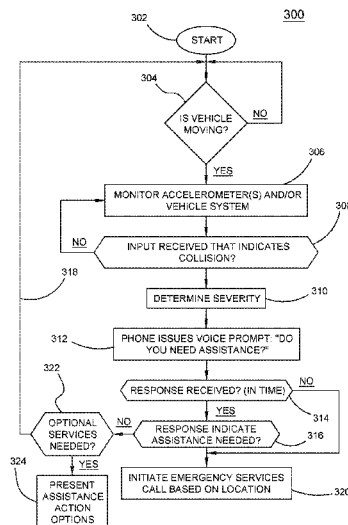 300
302
START
304
IS VEHICLE
MOVING?
NO
YES
306
MONITOR ACCELEROMETER(S) AND/OR
VEHICLE SYSTEM
308
NO
INPUT RECEIVED THAT INDICATES
COLLISION?
318
DETERMINE SEVERITY
310
312
PHONE ISSUES VOICE PROMPT: "DO
YOU NEED ASSISTANCE?"
322
RESPONSE RECEIVED? (IN TIME)
NO
314
YES
OPTIONAL
SERVICES
NEEDED?
NO
RESPONSE INDICATE
ASSISTANCE NEEDED?
316
324
YES
YES
PRESENT
ASSISTANCE
ACTION
OPTIONS
INITIATE EMERGENCY SERVICES
CALL BASED ON LOCATION
320